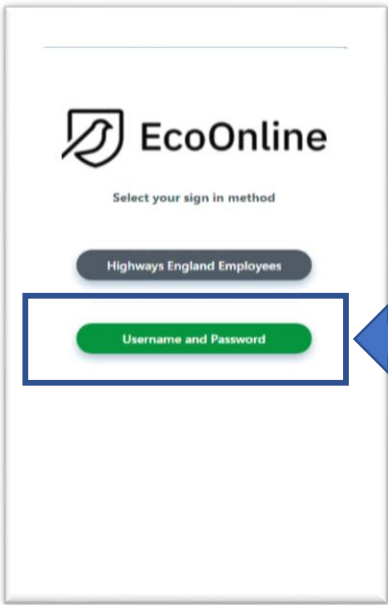 EcoOnline
Select your sign in method
Highways England Employees
Username and Password